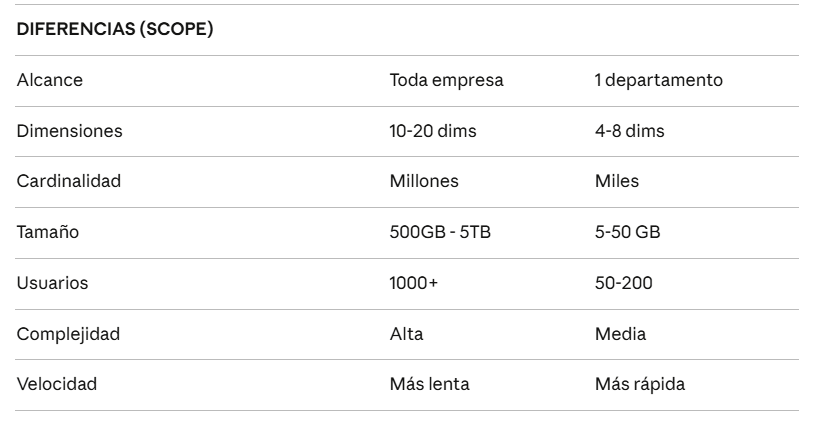 DIFERENCIAS (SCOPE)
Alcance Toda empresa 1 departamento
Dimensiones 10-20 dims 4-8 dims
Cardinalidad Millones Miles
Tamaño 500GB - 5TB 5-50 GB
Usuarios 1000+ 50-200
Complejidad Alta Media
Velocidad Más lenta Más rápida